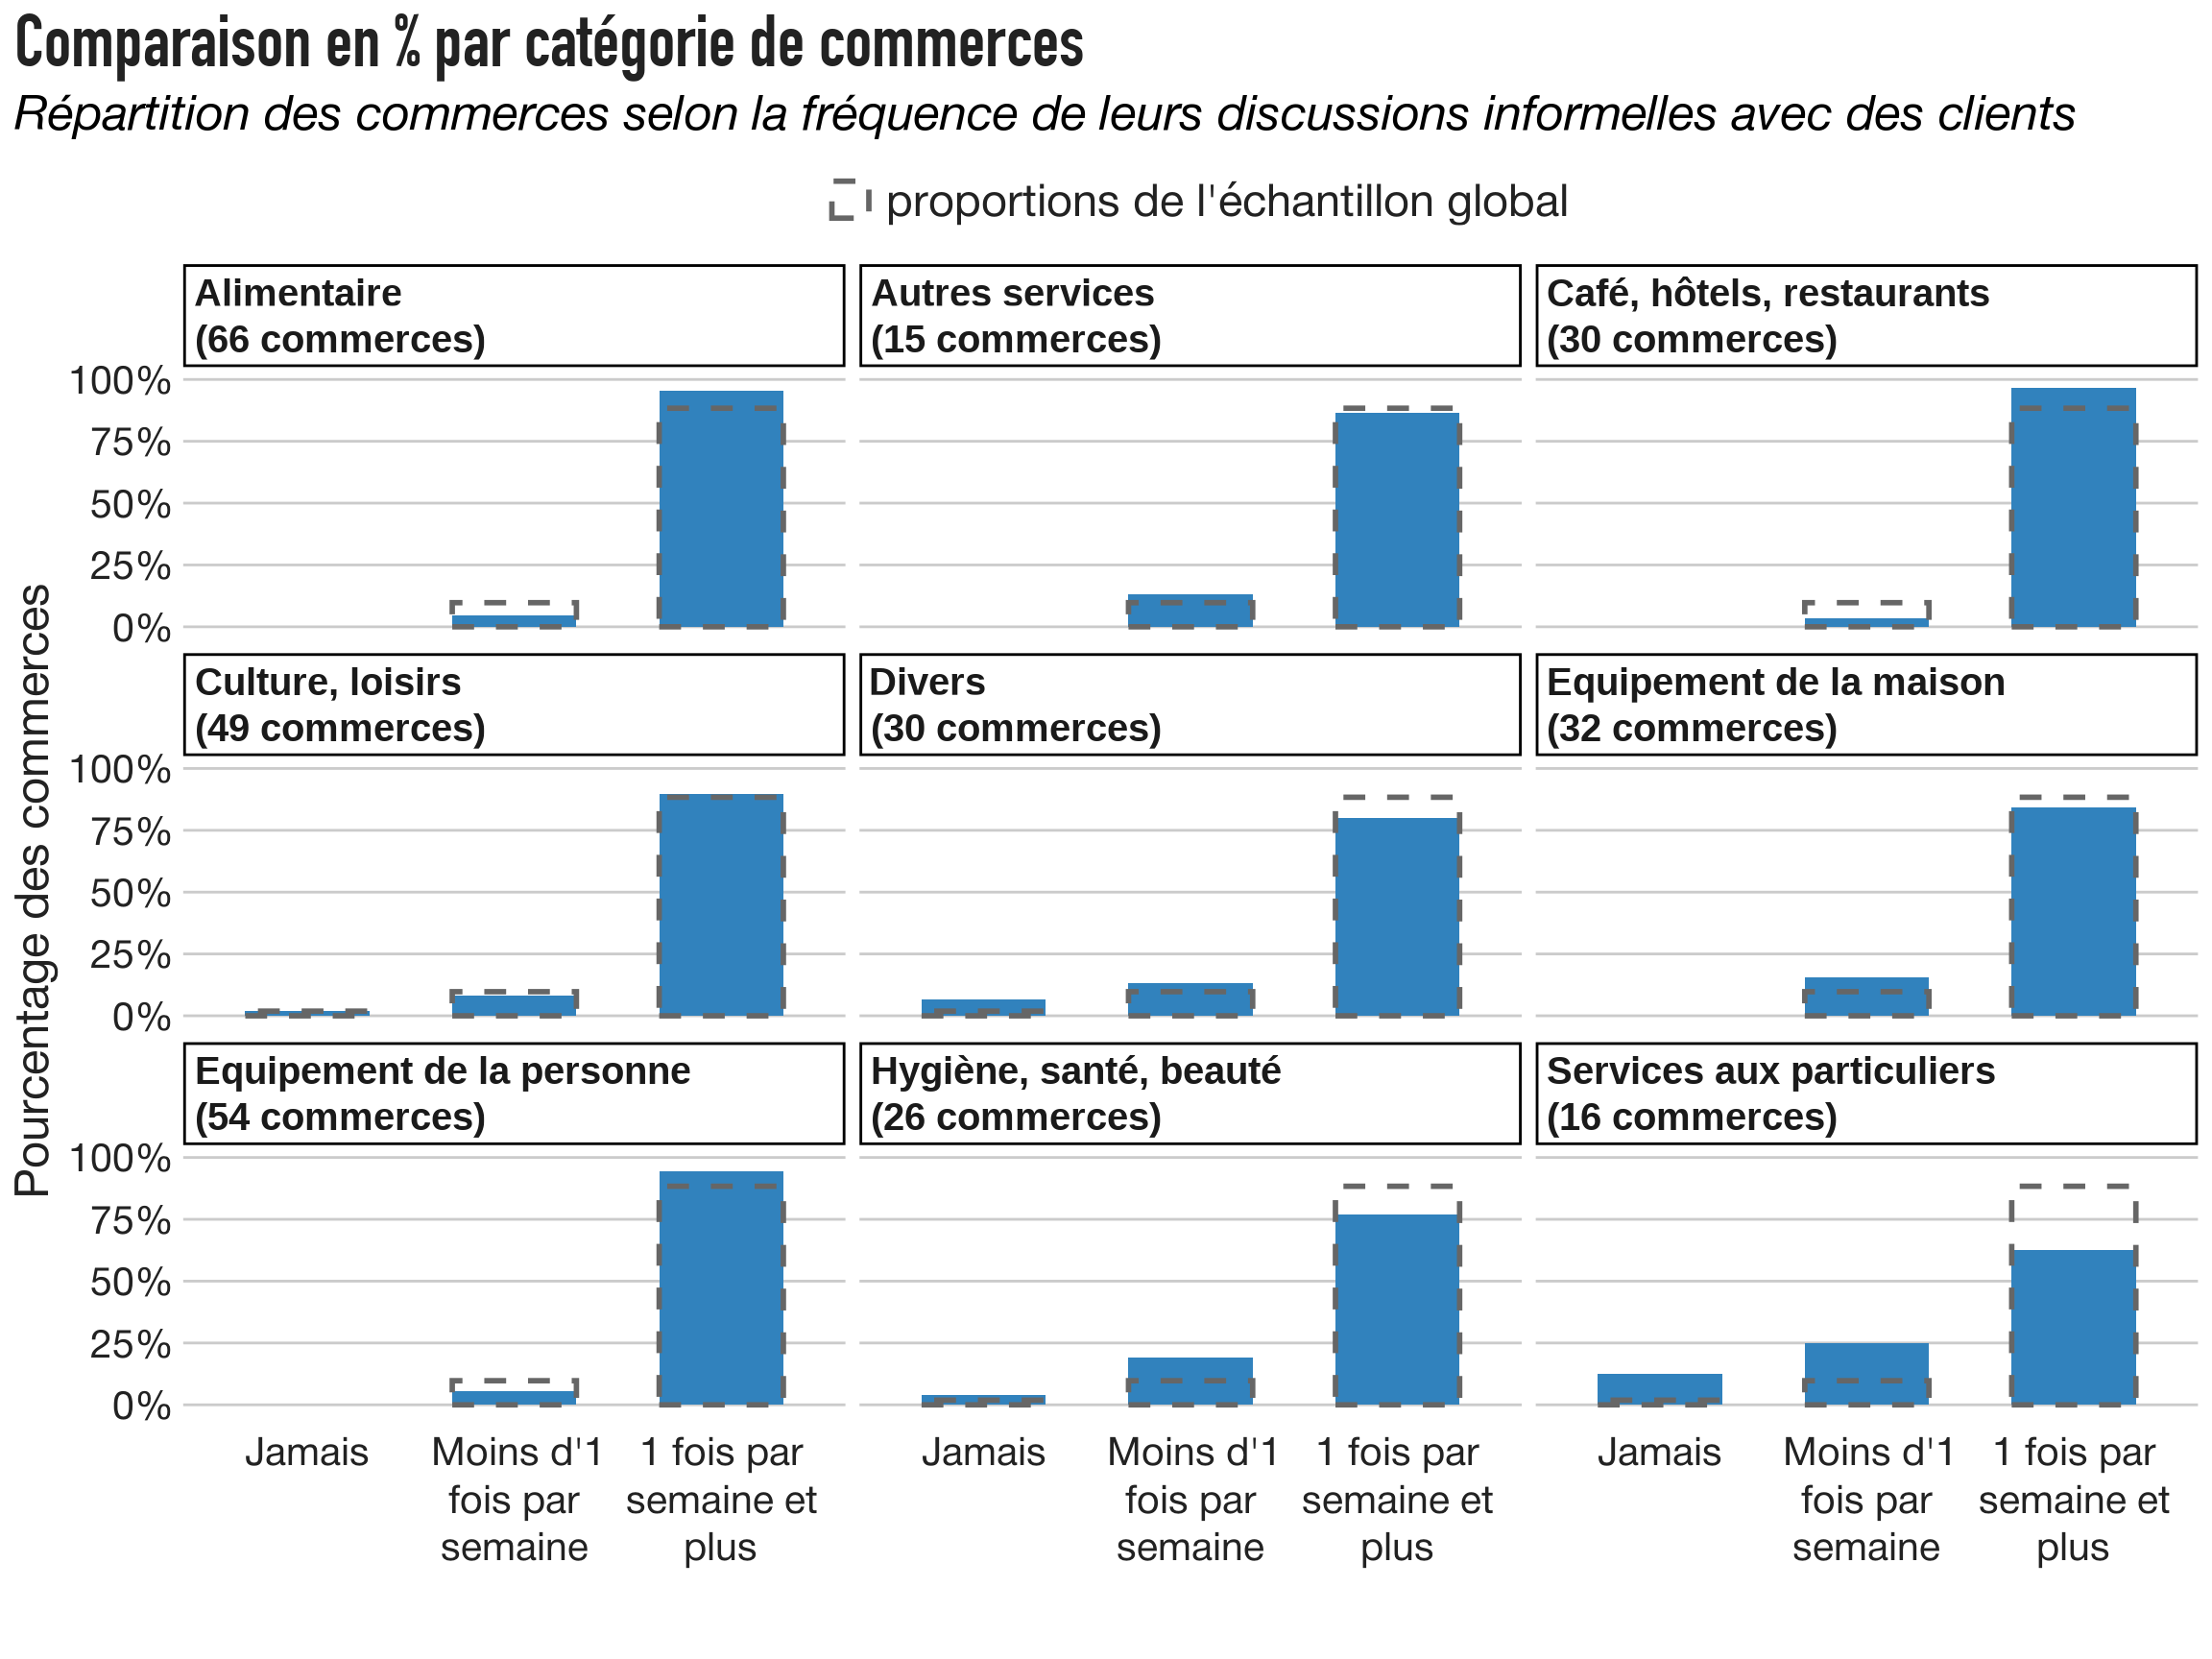 Comparaison en % par catégorie de commerces
Répartition des commerces selon la fréquence de leurs discussions informelles avec des clients
proportions de l'échantillon global
Pourcentage des commerces
Alimentaire
(66 commerces)
Autres services
(15 commerces)
Café, hôtels, restaurants
(30 commerces)
100%
75%
50%
25%
0%
Culture, loisirs
(49 commerces)
Divers
(30 commerces)
Equipement de la maison
(32 commerces)
100%
75%
50%
25%
0%
Equipement de la personne
(54 commerces)
Hygiène, santé, beauté
(26 commerces)
Services aux particuliers
(16 commerces)
100%
75%
50%
25%
0%
Jamais
Moins d'1
fois par
semaine
1 fois par
semaine et
plus
Jamais
Moins d'1
fois par
semaine
1 fois par
semaine et
plus
Jamais
Moins d'1
fois par
semaine
1 fois par
semaine et
plus